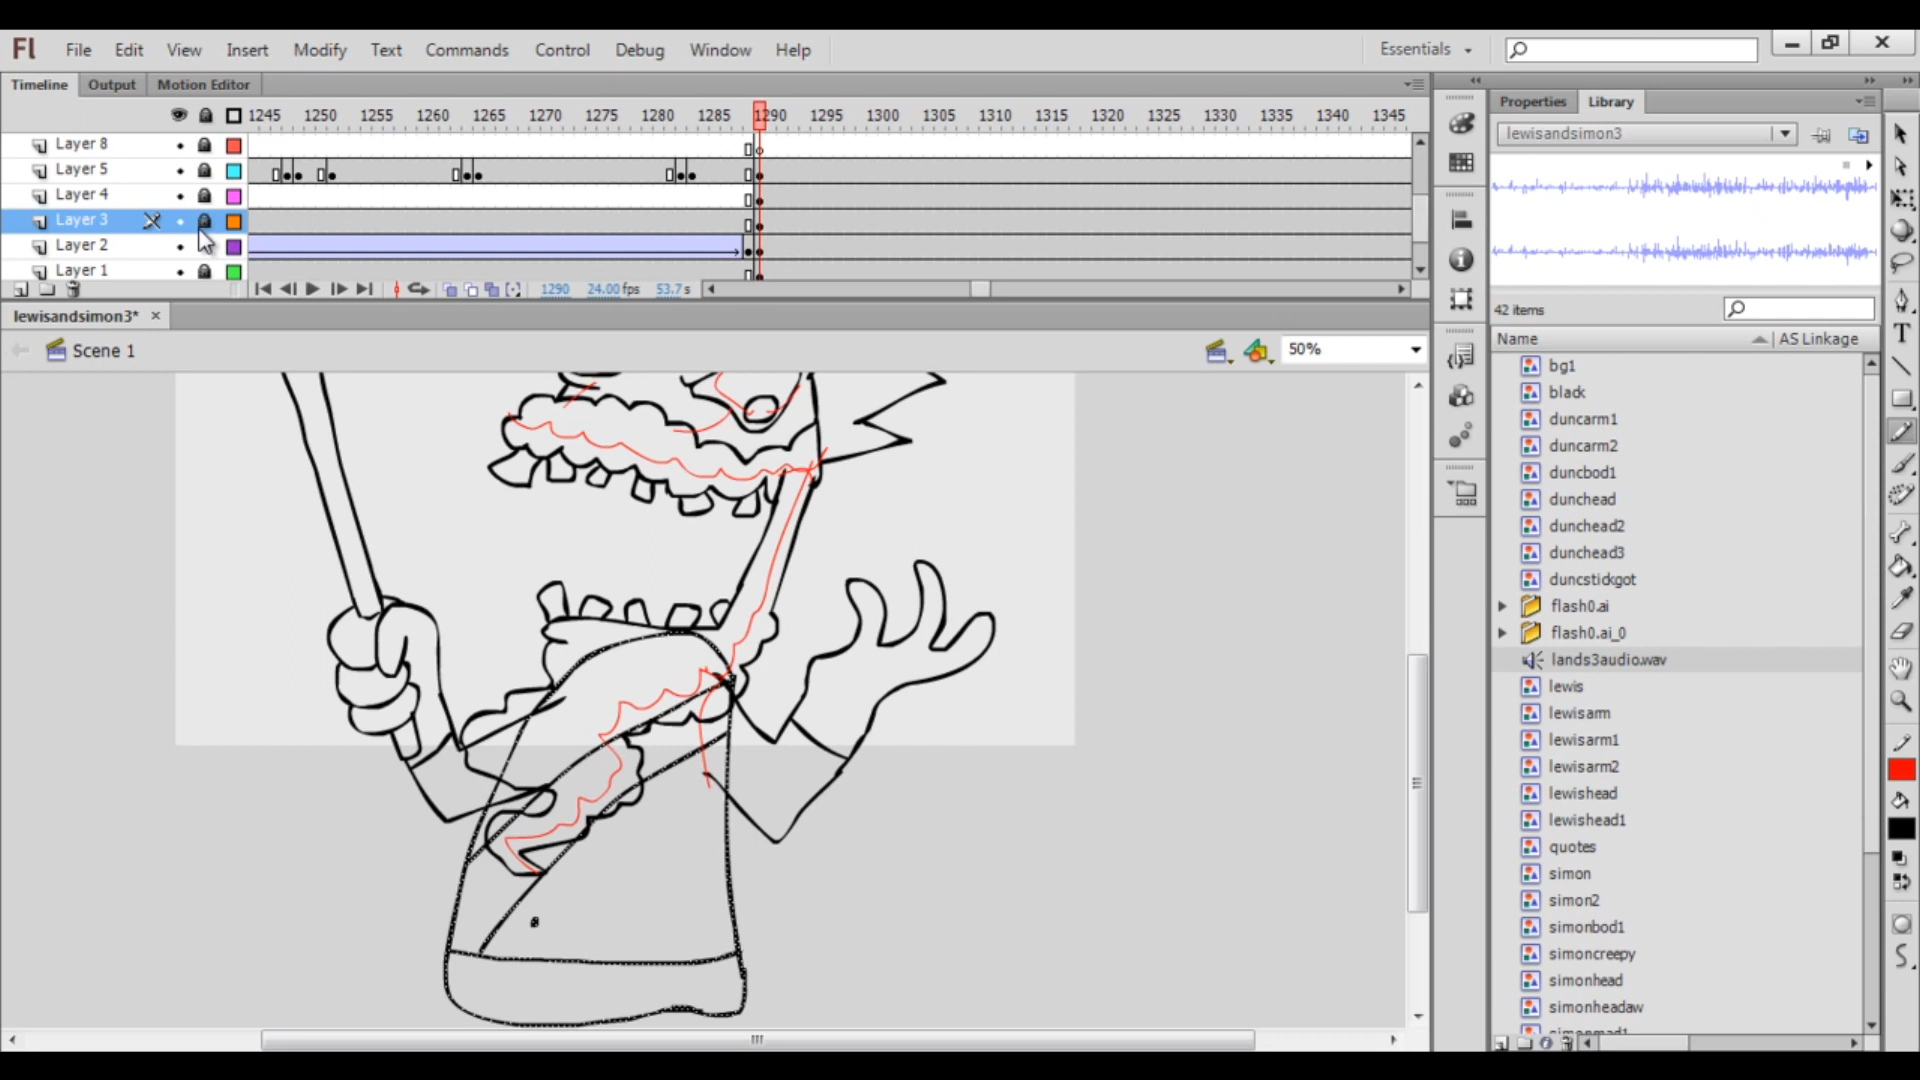 Fl File Edit View Insert Modify Text Commands Control Debug Window Help Essentials
Timeline Output Motion Editor
1245 1250 1255 1260 1265 1270 1275 1280 1285 1290 1295 1300 1305 1310 1315 1320 1325 1330 1335 1340 1345
Layer 8
Layer 5
Layer 4
Layer 3
Layer 2
Layer 1
1290 24.00 fps 53.7 s
lewisandsimon3*
Scene 1
50%
Properties Library
lewisandsimon3
42 items
Name AS Linkage
bg1
black
duncarm1
duncarm2
duncbod1
dunchead
dunchead2
dunchead3
duncstickgot
flash0.ai
flash0.ai_0
lands3audio.wav
lewis
lewisarm
lewisarm1
lewisarm2
lewishead
lewishead1
quotes
simon
simon2
simonbod1
simoncreepy
simonhead
simonheadaw
simonmad1